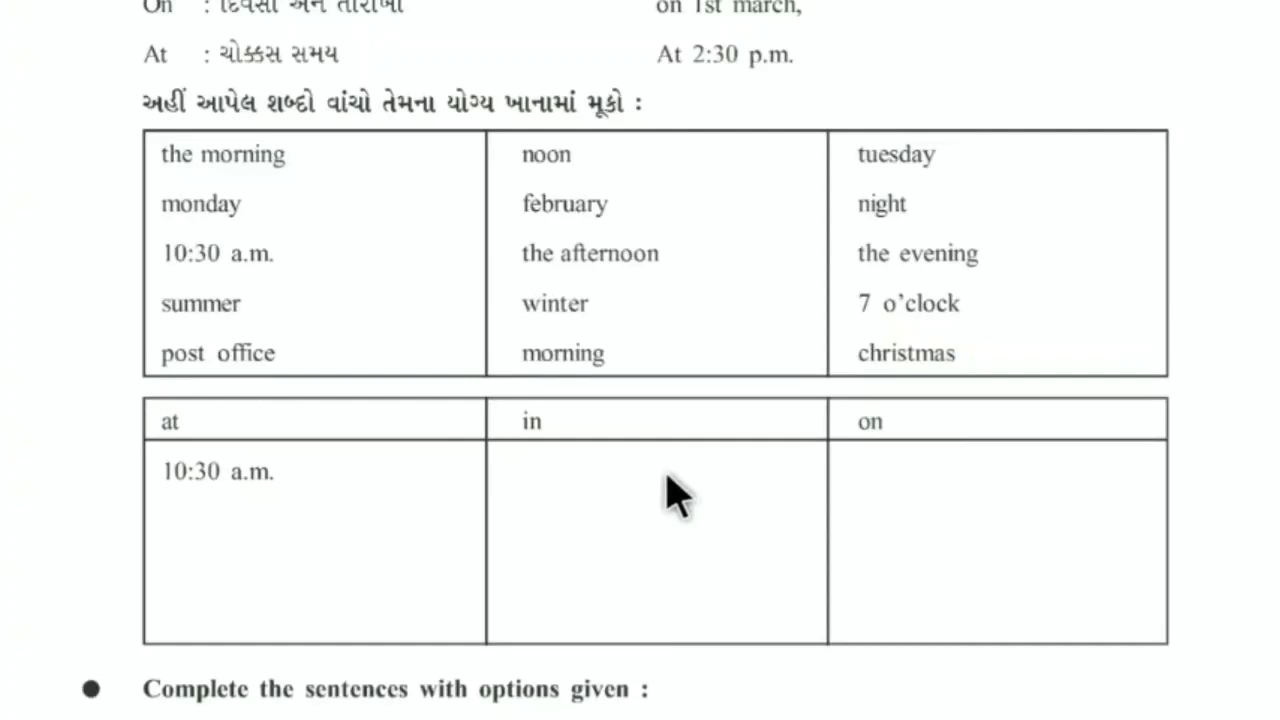 On : દિવસો અને તારીખો on 1st march,
At : ચોક્કસ સમય At 2:30 p.m.
અહીં આપેલ શબ્દો વાંચો તેમના યોગ્ય ખાનામાં મૂકો :
the morning noon tuesday
monday february night
10:30 a.m. the afternoon the evening
summer winter 7 o'clock
post office morning christmas
at in on
10:30 a.m.
● Complete the sentences with options given :